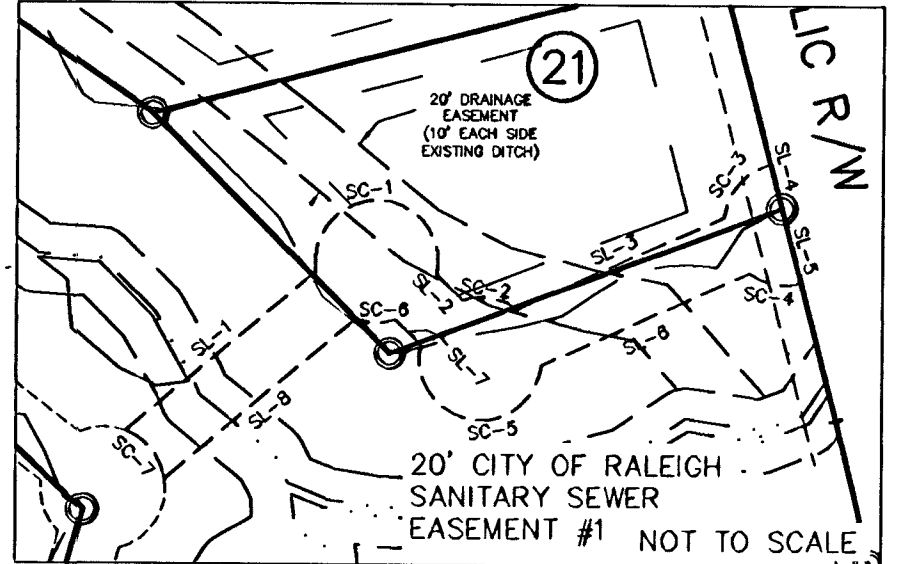 21
LIC R/W
20' DRAINAGE
EASEMENT
(10' EACH SIDE
EXISTING DITCH)
SC-1
SC-3
SL-4
SL-3
SL-5
SL-2
SC-2
SC-4
SC-6
SL-1
SL-7
SL-6
SL-8
SC-5
SC-7
20' CITY OF RALEIGH
SANITARY SEWER
EASEMENT #1
NOT TO SCALE